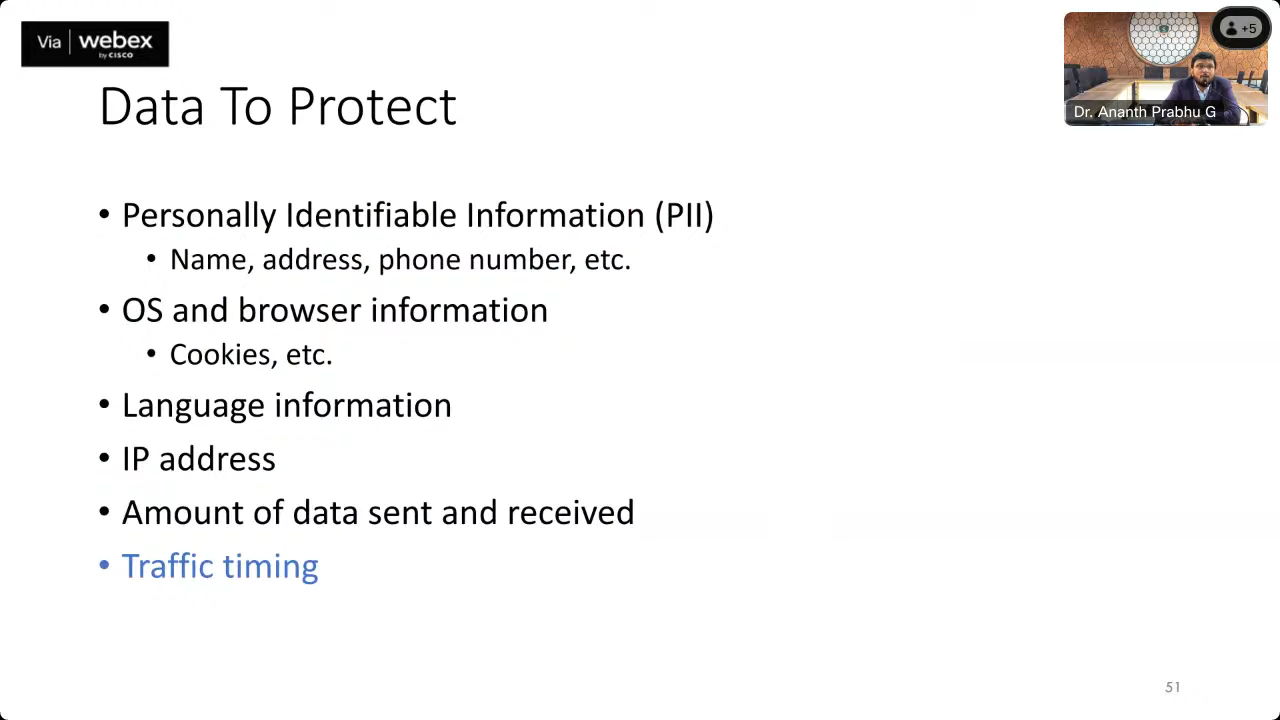 Via | webex
by CISCO
+5
Dr. Ananth Prabhu G
Data To Protect
• Personally Identifiable Information (PII)
• Name, address, phone number, etc.
• OS and browser information
• Cookies, etc.
• Language information
• IP address
• Amount of data sent and received
• Traffic timing
51